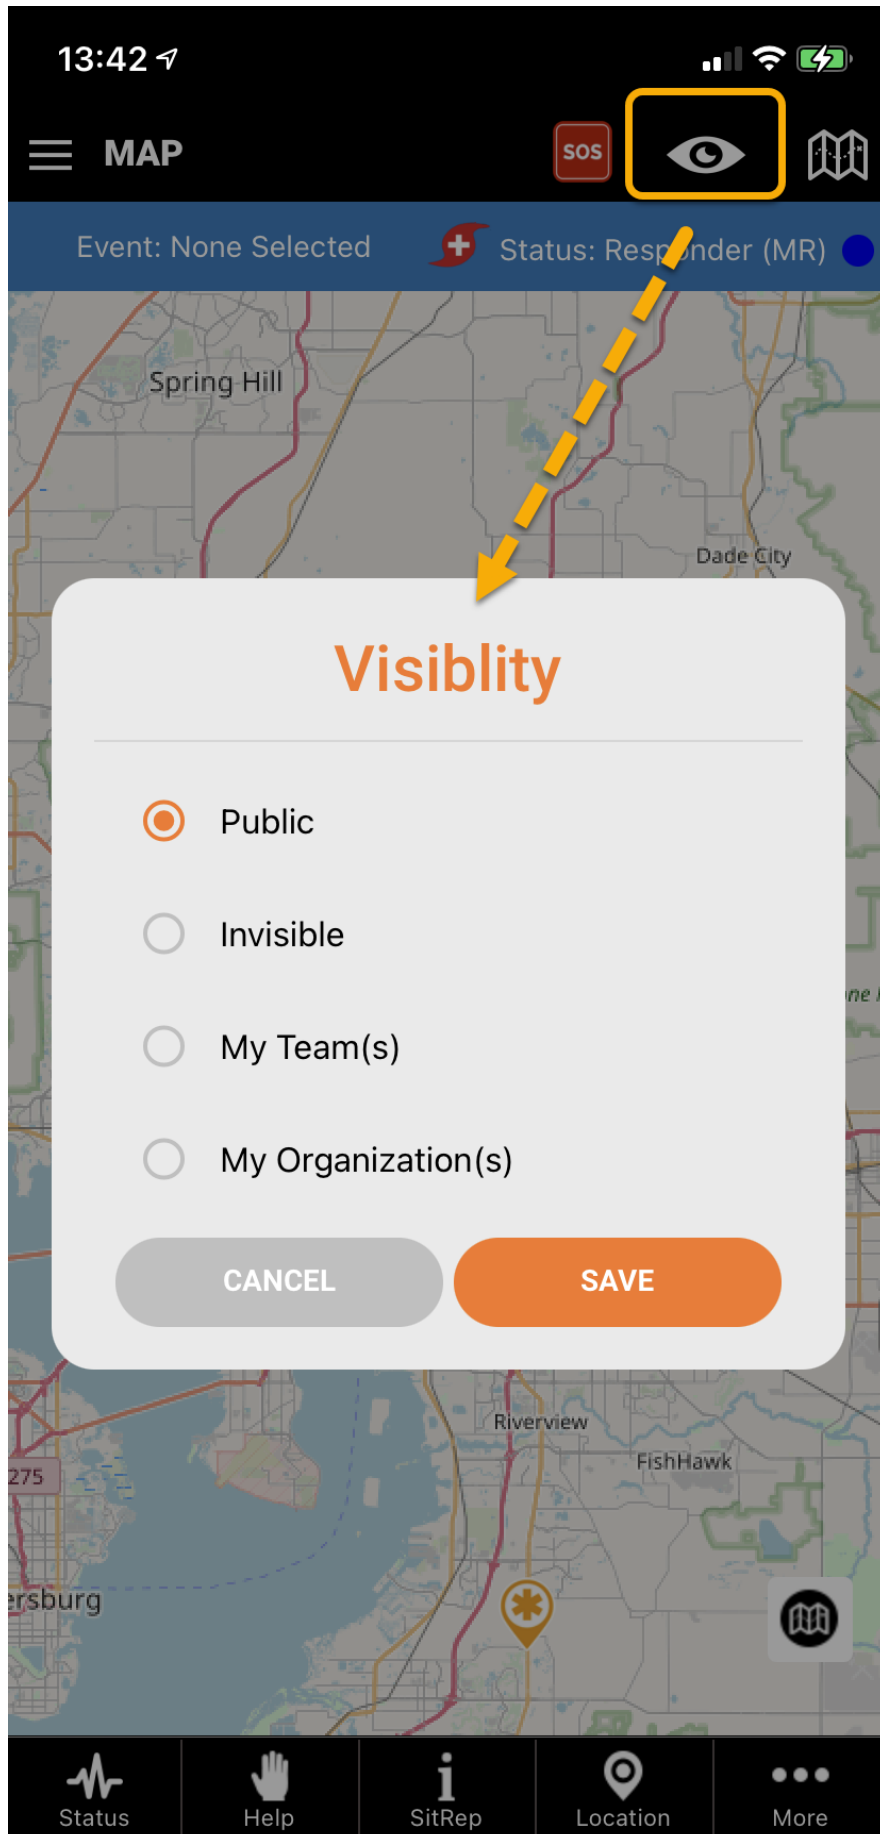 13:42
MAP
SOS
Event: None Selected
Status: Responder (MR)
Spring Hill
Dade City
Visiblity
Public
Invisible
ne
My Team(s)
My Organization(s)
CANCEL
SAVE
Riverview
FishHawk
275
ersburg
Status
Help
SitRep
Location
More